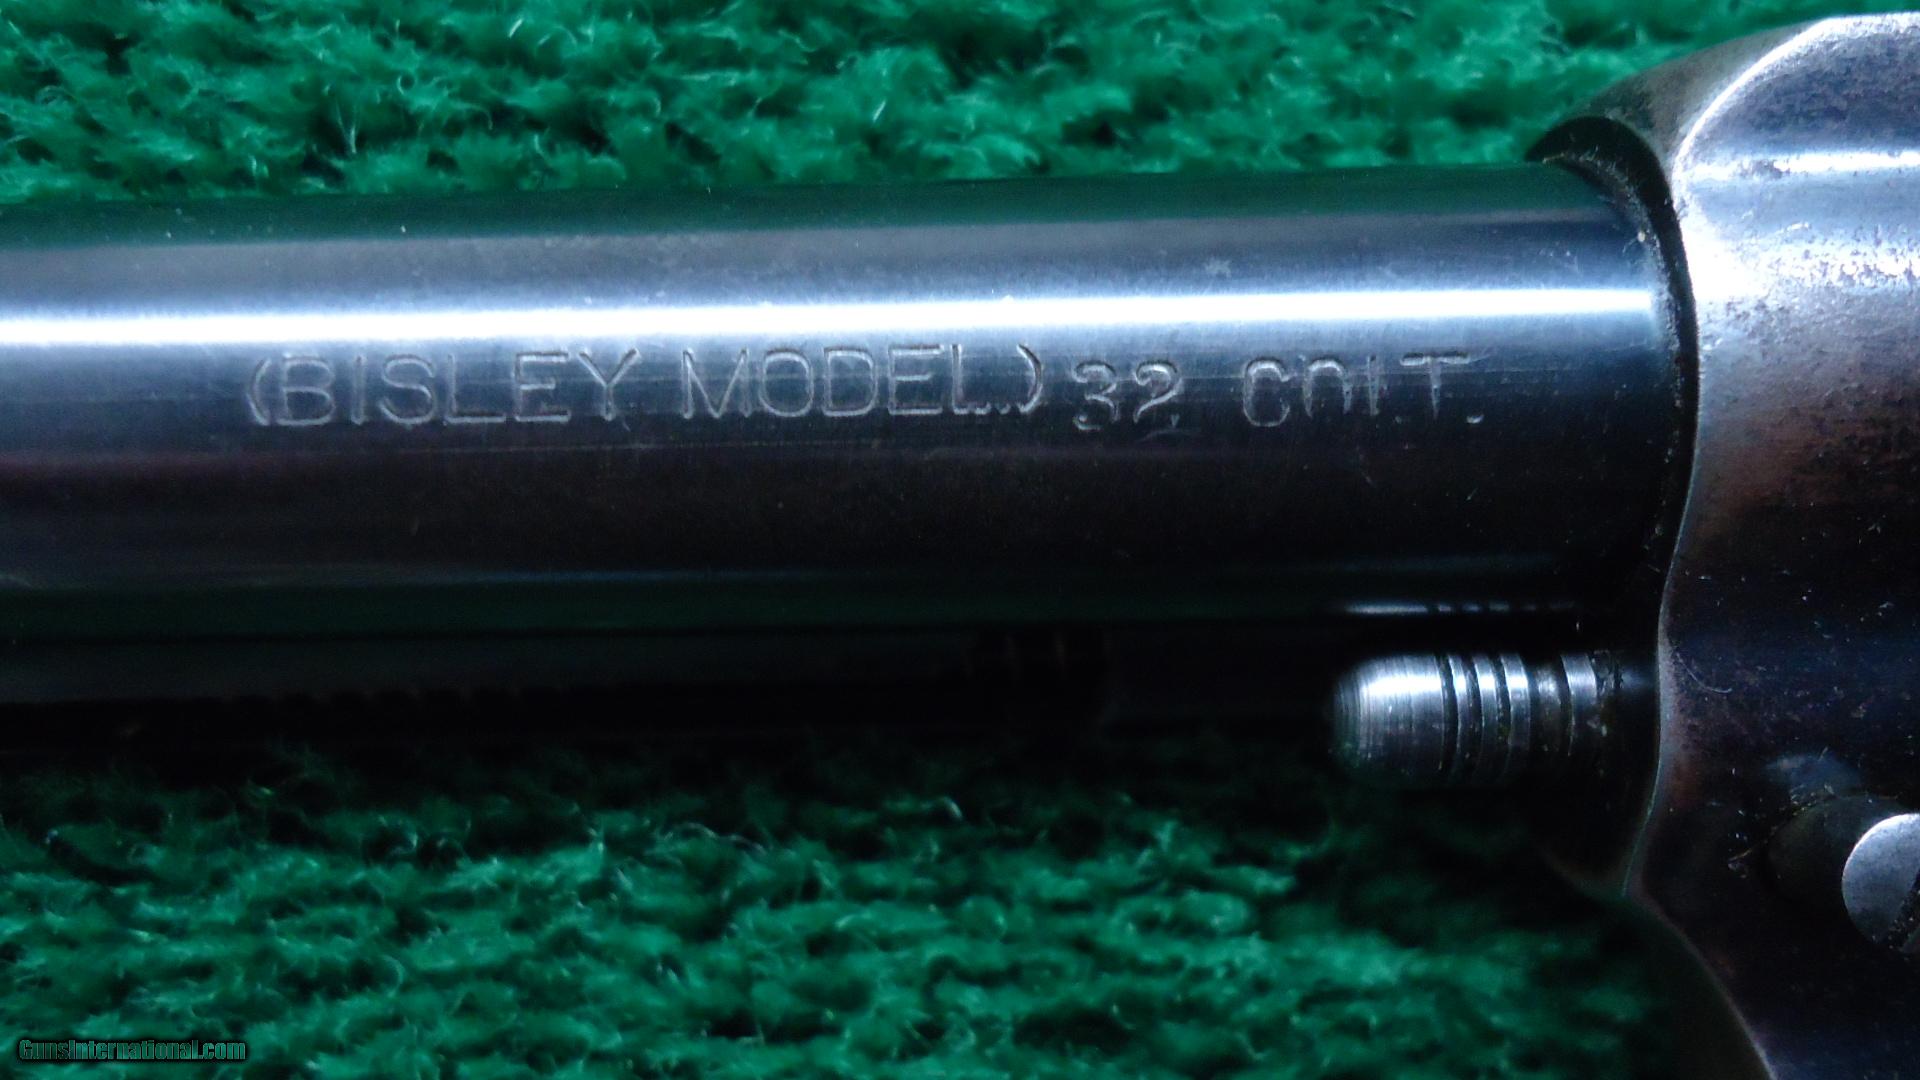 (BISLEY MODEL.) 32 COLT.
GunsInternational.com